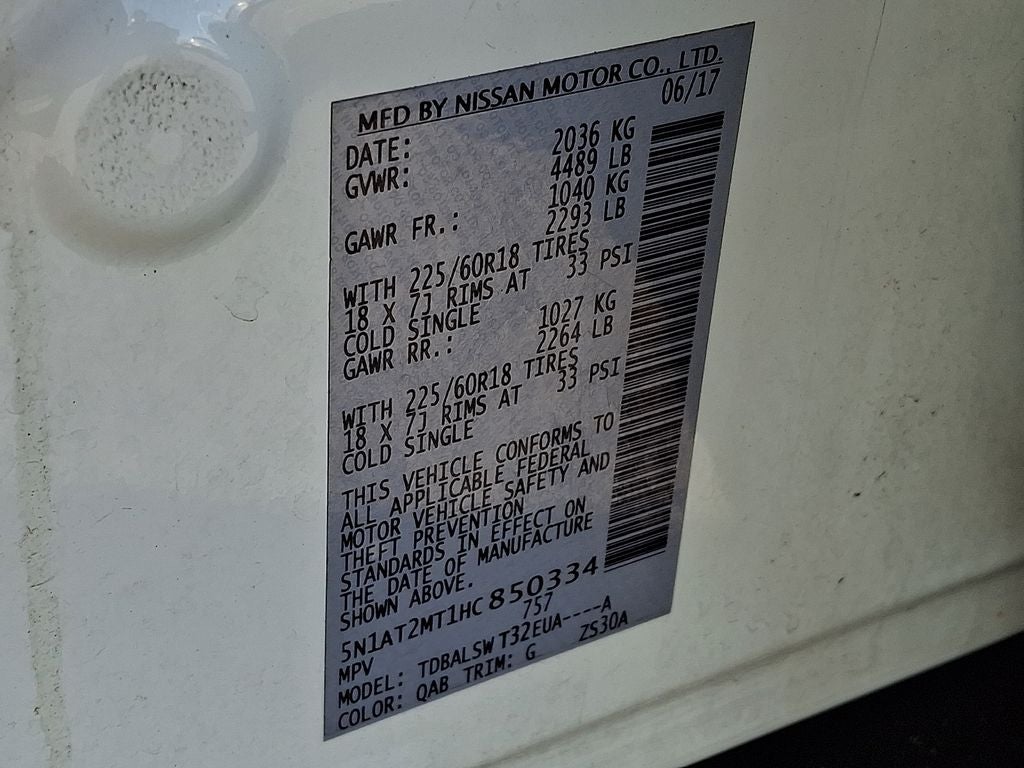 MFD BY NISSAN MOTOR CO., LTD.
DATE: 06/17
GVWR: 2036 KG
4489 LB
GAWR FR.: 1040 KG
2293 LB
WITH 225/60R18 TIRES
18 X 7J RIMS AT 33 PSI
COLD SINGLE
GAWR RR.: 1027 KG
2264 LB
WITH 225/60R18 TIRES
18 X 7J RIMS AT 33 PSI
COLD SINGLE
THIS VEHICLE CONFORMS TO
ALL APPLICABLE FEDERAL
MOTOR VEHICLE SAFETY AND
THEFT PREVENTION
STANDARDS IN EFFECT ON
THE DATE OF MANUFACTURE
SHOWN ABOVE.
5N1AT2MT1HC850334
MPV 757
MODEL: TDBALSW T32EUA----A
COLOR: QAB TRIM: G ZS30A